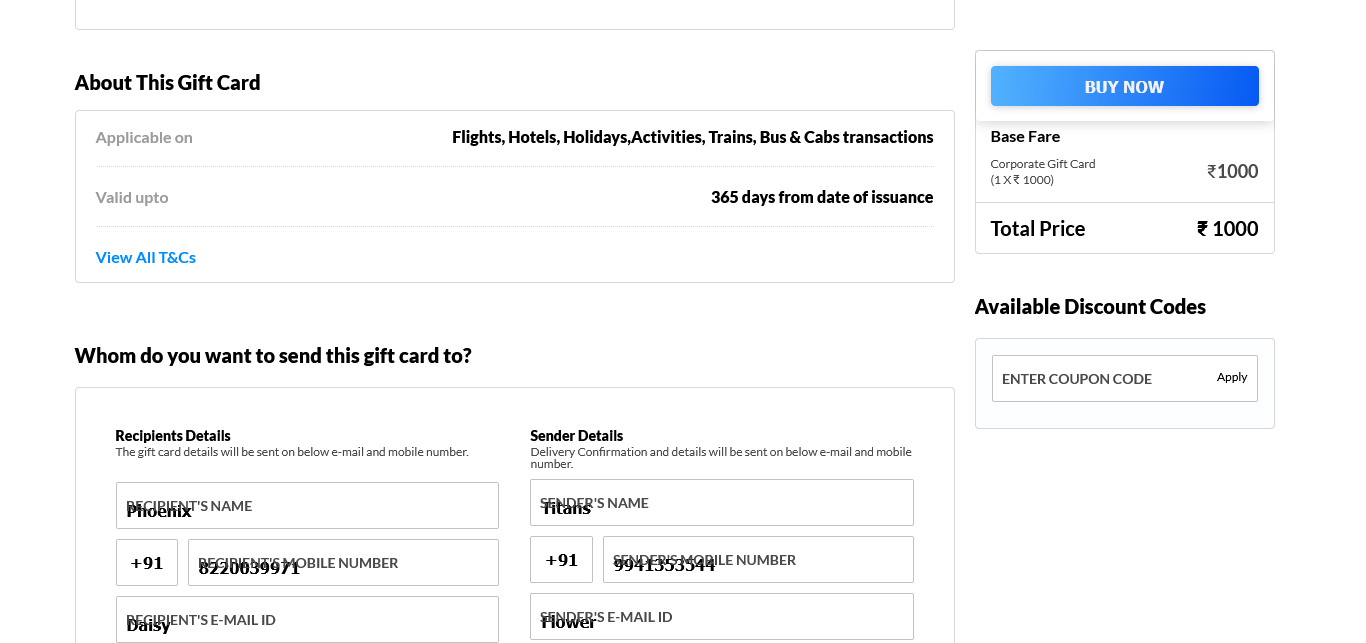 About This Gift Card
Applicable on
Flights, Hotels, Holidays,Activities, Trains, Bus & Cabs transactions
Valid upto
365 days from date of issuance
View All T&Cs
Whom do you want to send this gift card to?
Recipients Details
The gift card details will be sent on below e-mail and mobile number.
RECIPIENT'S NAME
Phoenix
+91
RECIPIENT'S MOBILE NUMBER
8220039971
RECIPIENT'S E-MAIL ID
Daisy
Sender Details
Delivery Confirmation and details will be sent on below e-mail and mobile
number.
SENDER'S NAME
Titans
+91
SENDER'S MOBILE NUMBER
9941353544
SENDER'S E-MAIL ID
Flower
BUY NOW
Base Fare
Corporate Gift Card
(1 X ₹ 1000)
₹1000
Total Price
₹ 1000
Available Discount Codes
ENTER COUPON CODE
Apply